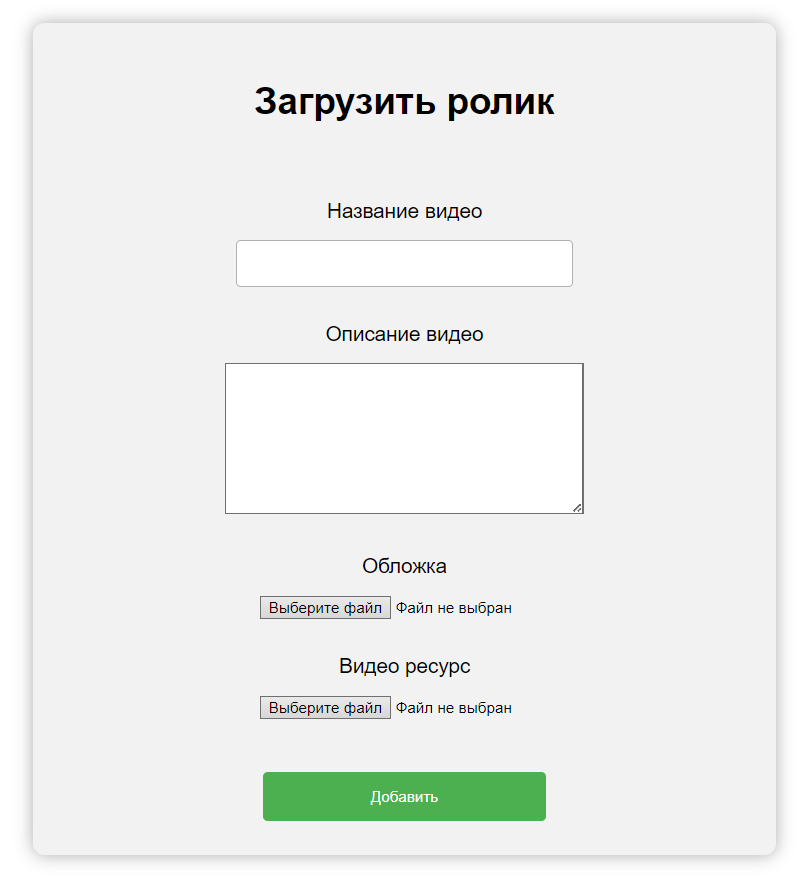 Загрузить ролик
Название видео
Описание видео
Обложка
Выберите файл Файл не выбран
Видео ресурс
Выберите файл Файл не выбран
Добавить